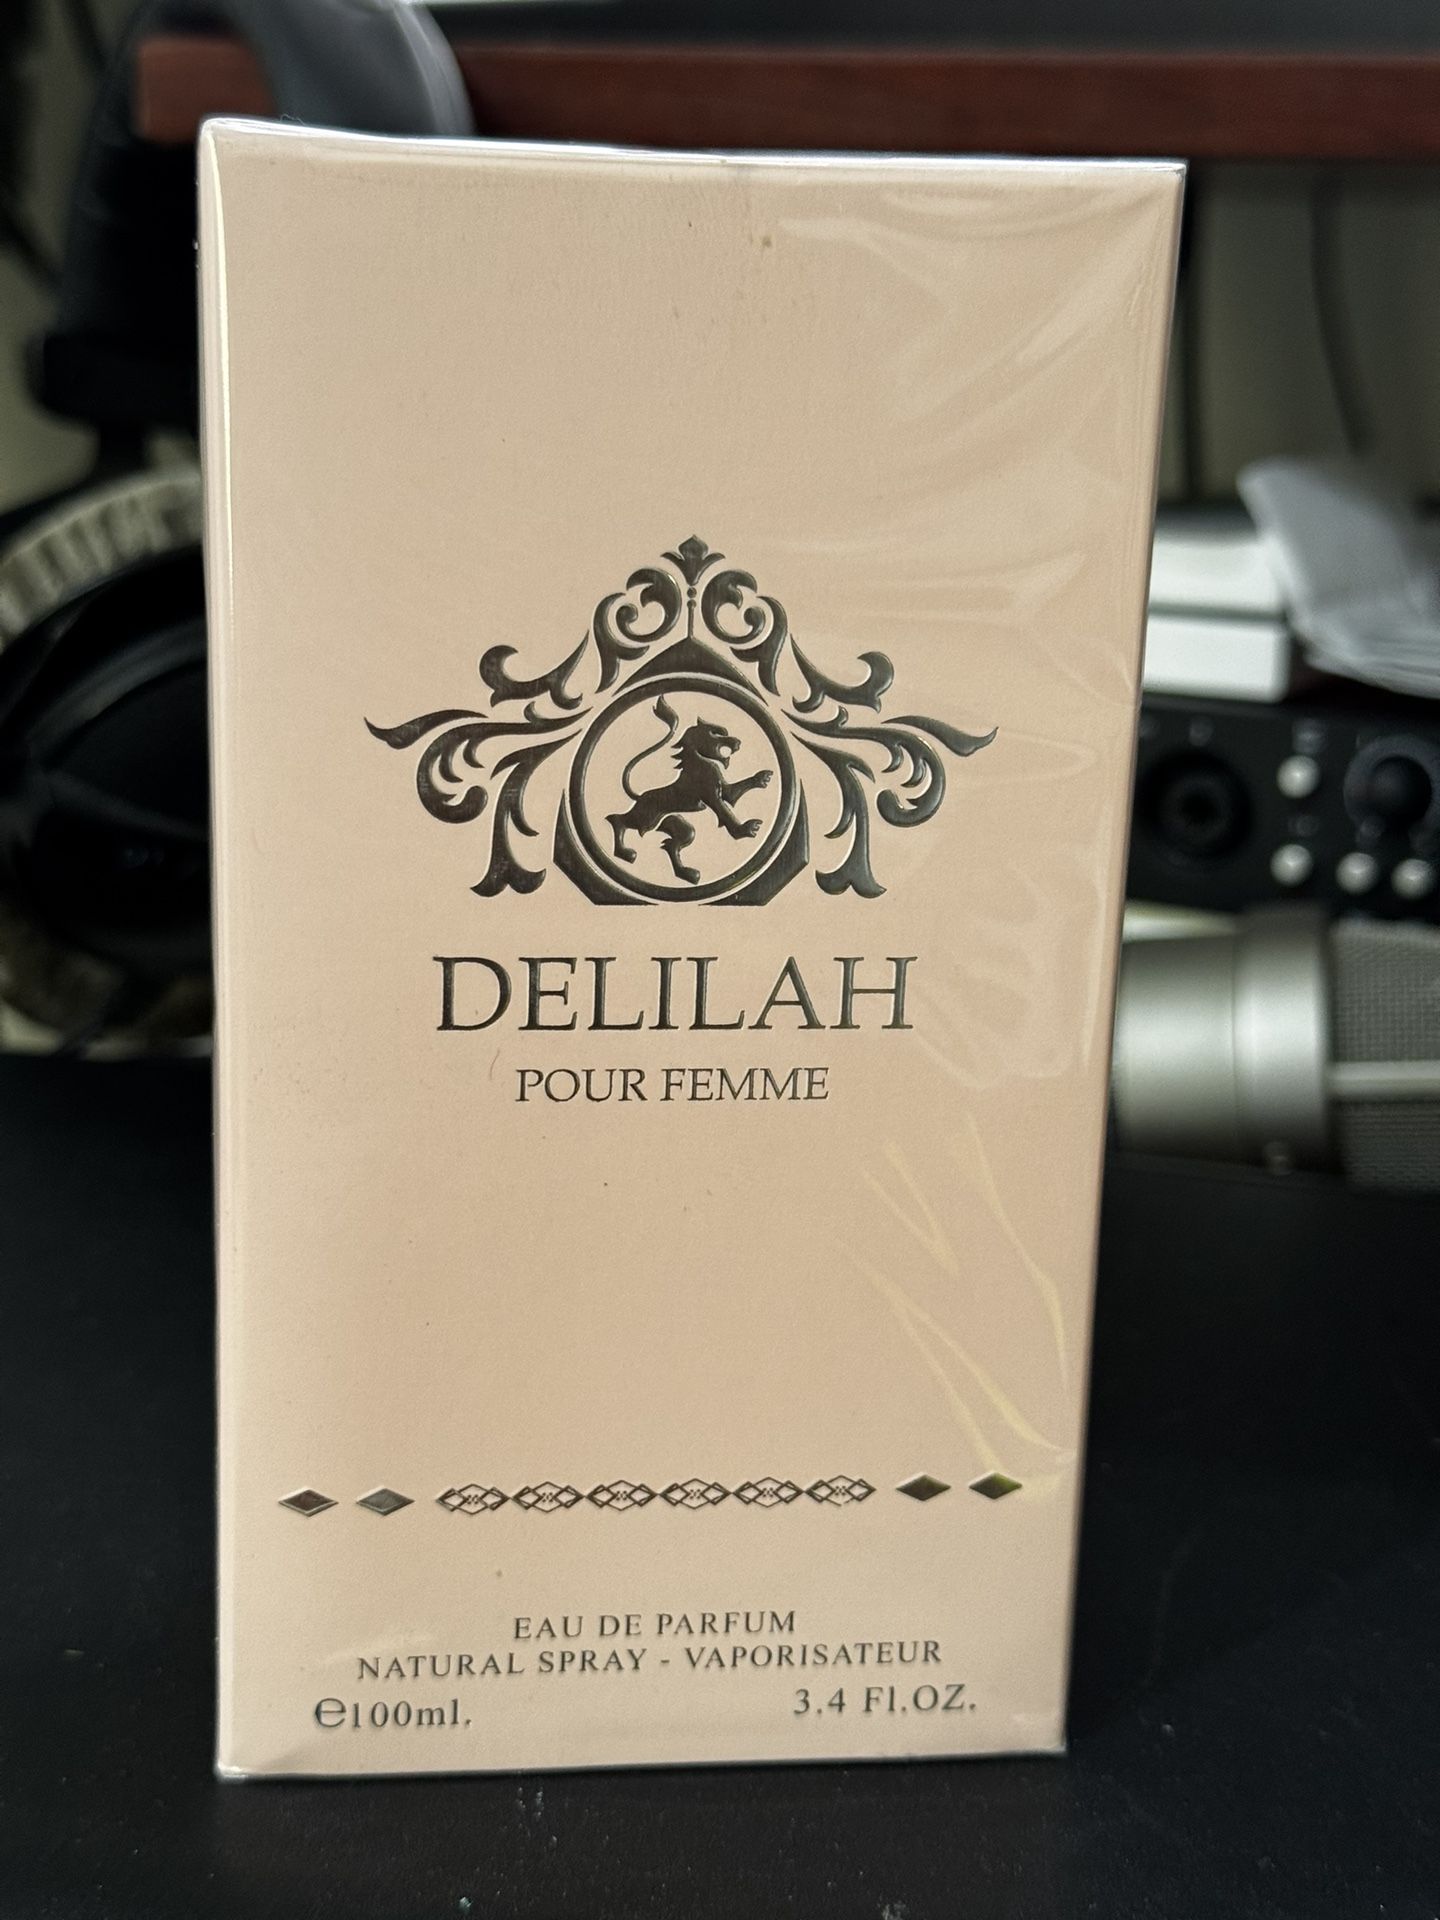 DELILAH
POUR FEMME
EAU DE PARFUM
NATURAL SPRAY - VAPORISATEUR
℮100ml. 3.4 Fl.OZ.